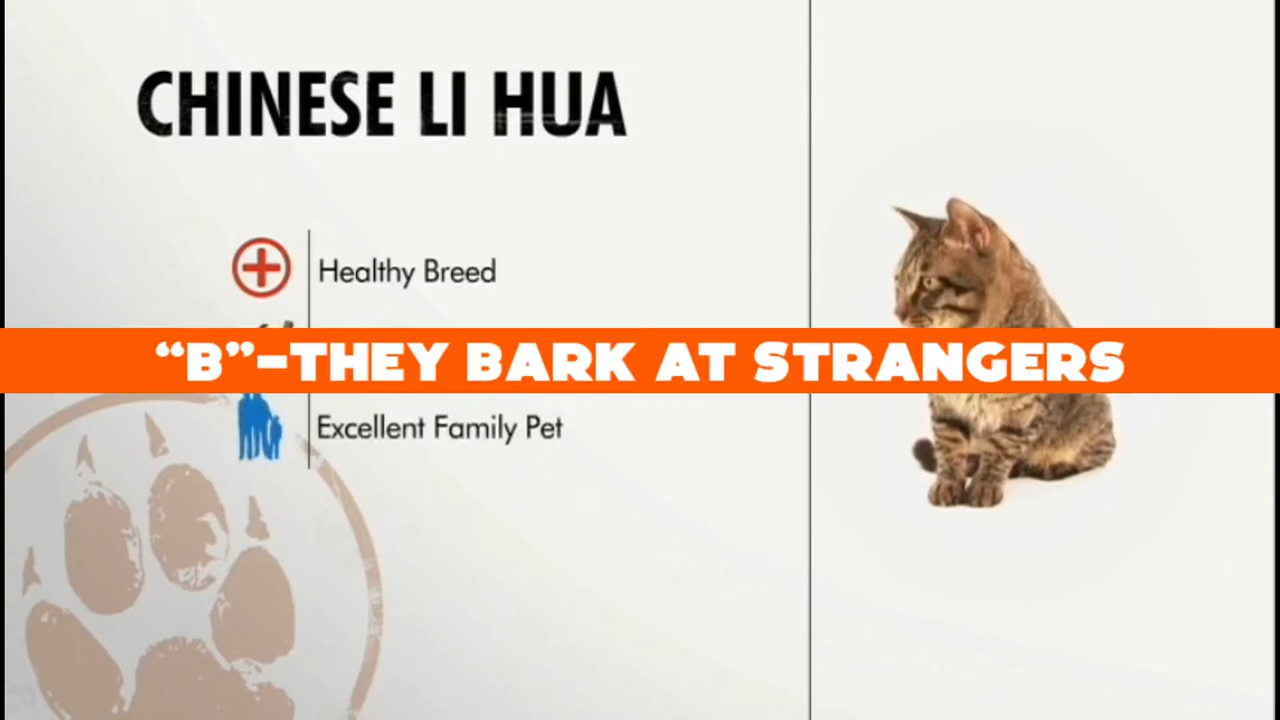 CHINESE LI HUA
Healthy Breed
“B”-THEY BARK AT STRANGERS
Excellent Family Pet